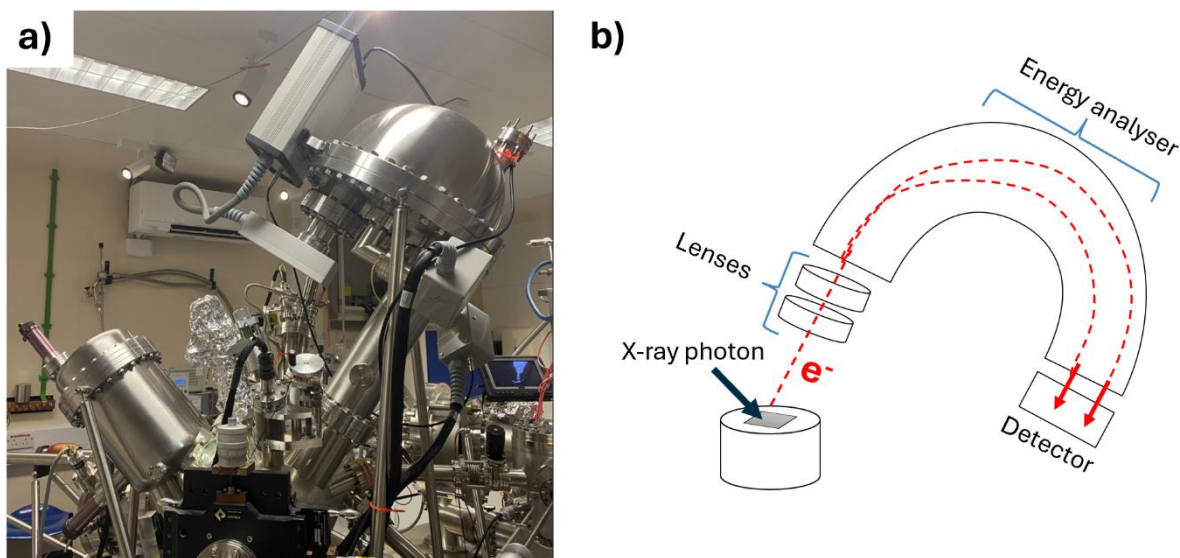 a)
b)
Energy analyser
Lenses
X-ray photon
e-
Detector